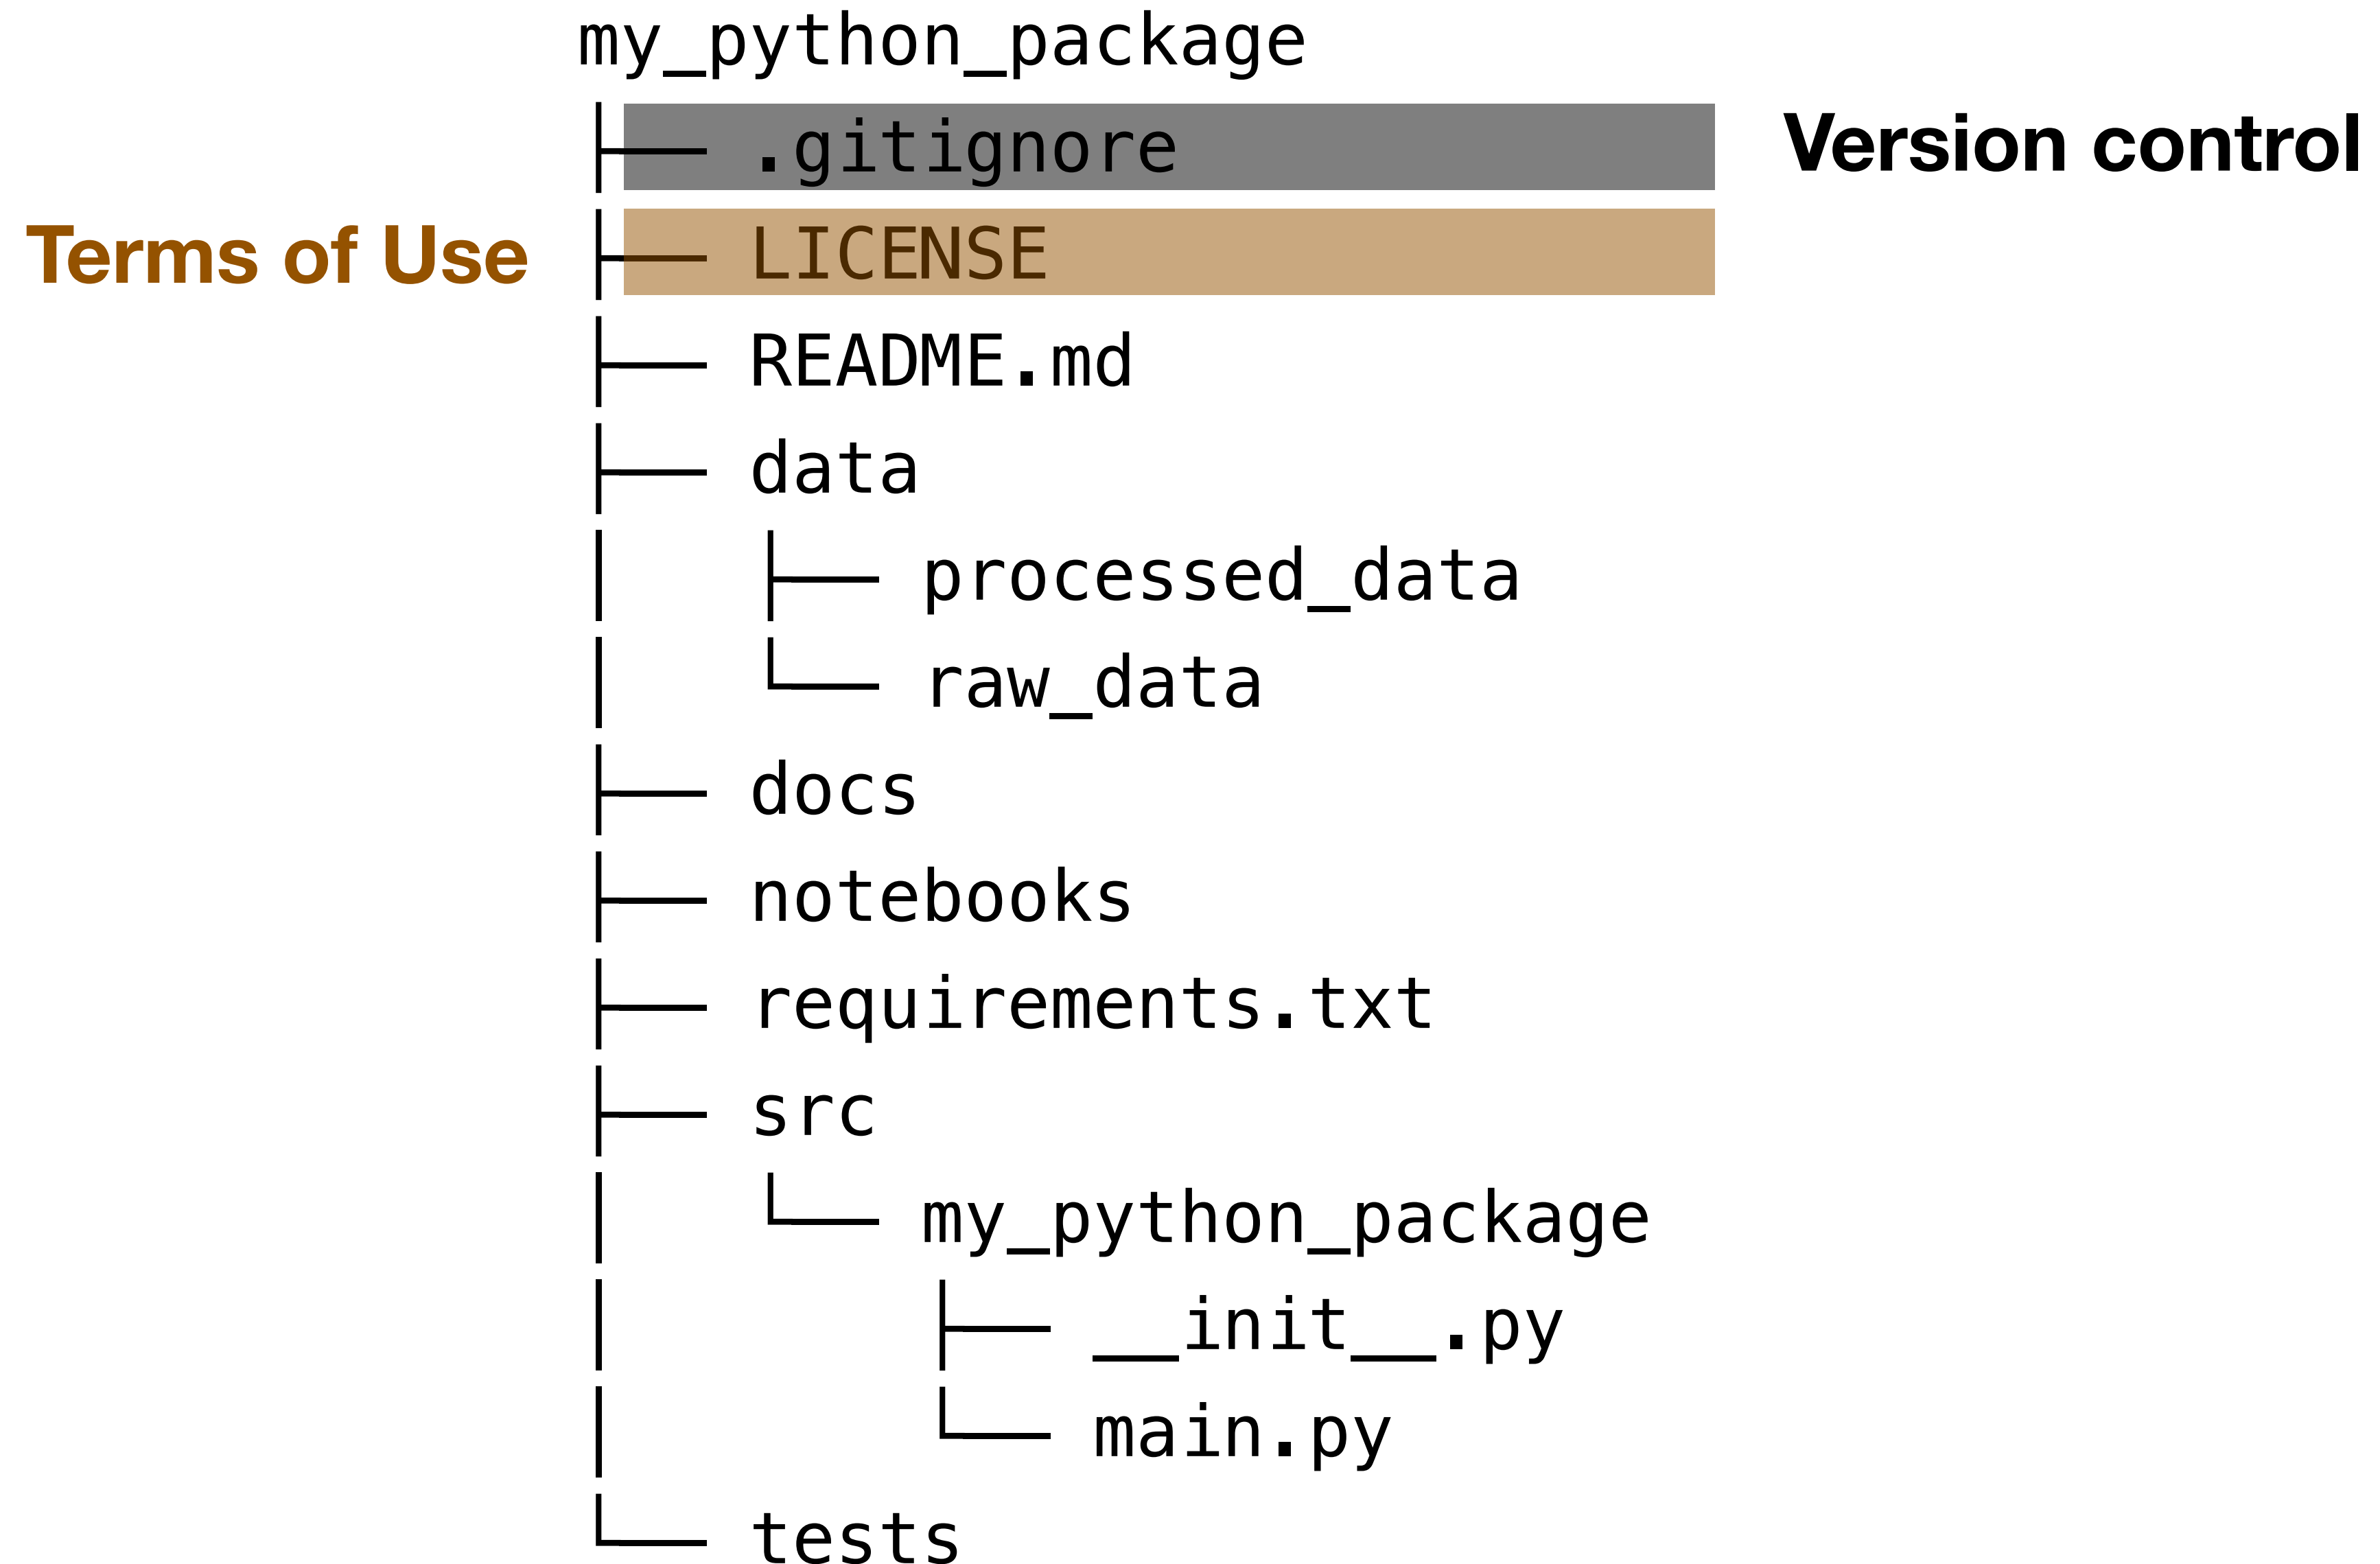 my_python_package
├── .gitignore Version control
Terms of Use ├── LICENSE
├── README.md
├── data
│   ├── processed_data
│   └── raw_data
├── docs
├── notebooks
├── requirements.txt
├── src
│   └── my_python_package
│       ├── __init__.py
│       └── main.py
└── tests